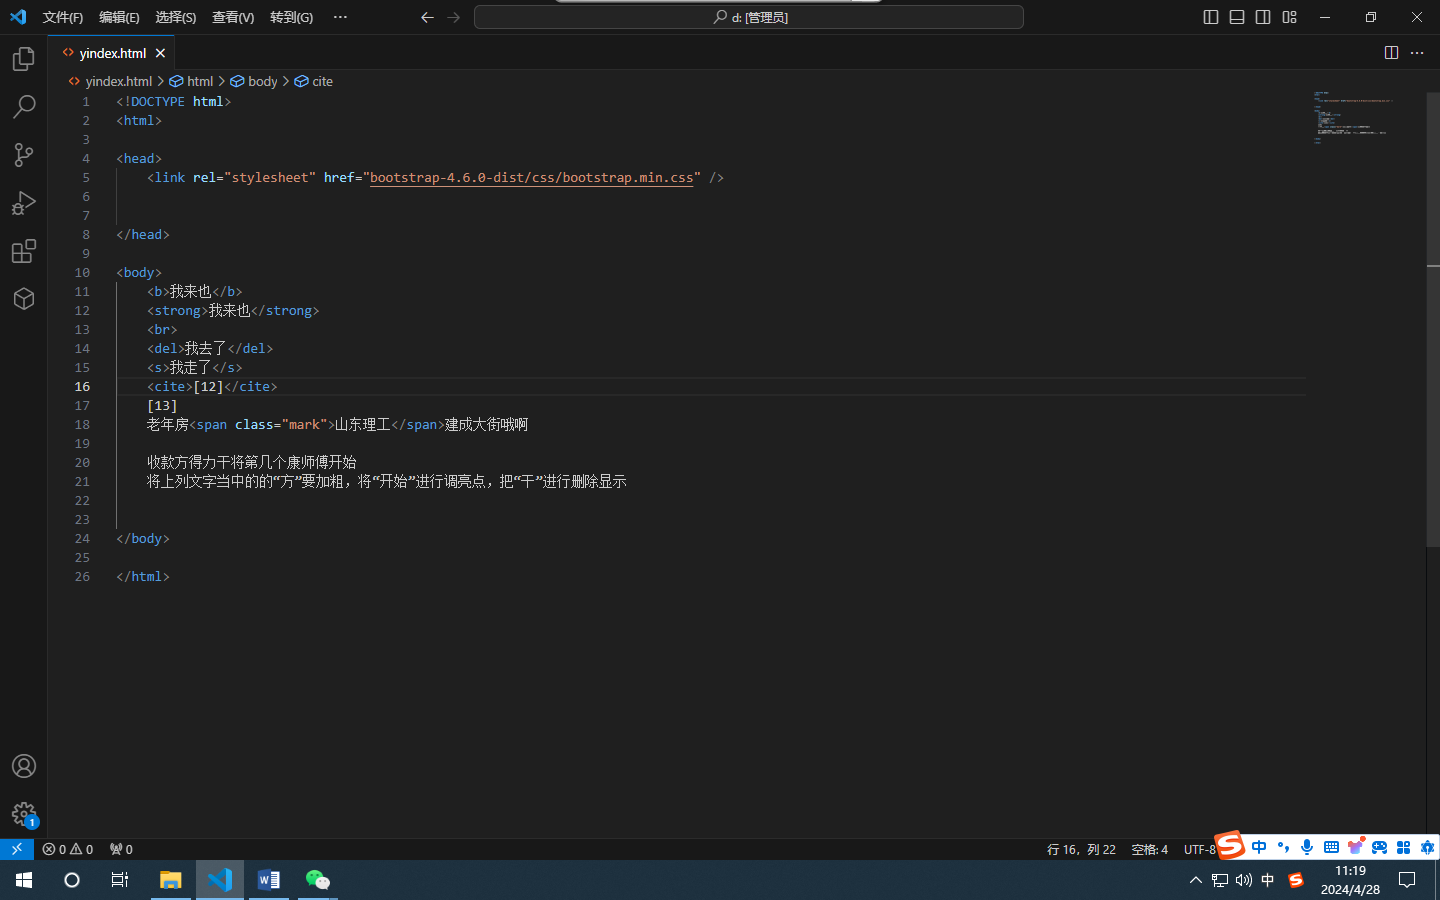 文件(F) 编辑(E) 选择(S) 查看(V) 转到(G) ··· d: [管理员]
yindex.html
yindex.html > html > body > cite
1 <!DOCTYPE html>
2 <html>
3
4 <head>
5 <link rel="stylesheet" href="bootstrap-4.6.0-dist/css/bootstrap.min.css" />
6
7
8 </head>
9
10 <body>
11 <b>我来也</b>
12 <strong>我来也</strong>
13 <br>
14 <del>我去了</del>
15 <s>我走了</s>
16 <cite>[12]</cite>
17 [13]
18 老年房<span class="mark">山东理工</span>建成大街哦啊
19
20 收款方得力干将第几个康师傅开始
21 将上列文字当中的的“方”要加粗，将“开始”进行调亮点，把“干”进行删除显示
22
23
24 </body>
25
26 </html>
1
0 0 0 行 16，列 22 空格: 4 UTF-8 中
中 11:19
2024/4/28